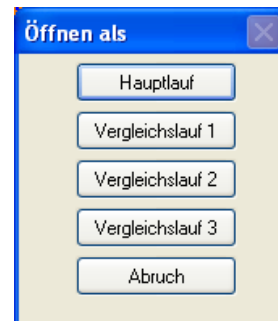 Öffnen als
Hauptlauf
Vergleichslauf 1
Vergleichslauf 2
Vergleichslauf 3
Abruch